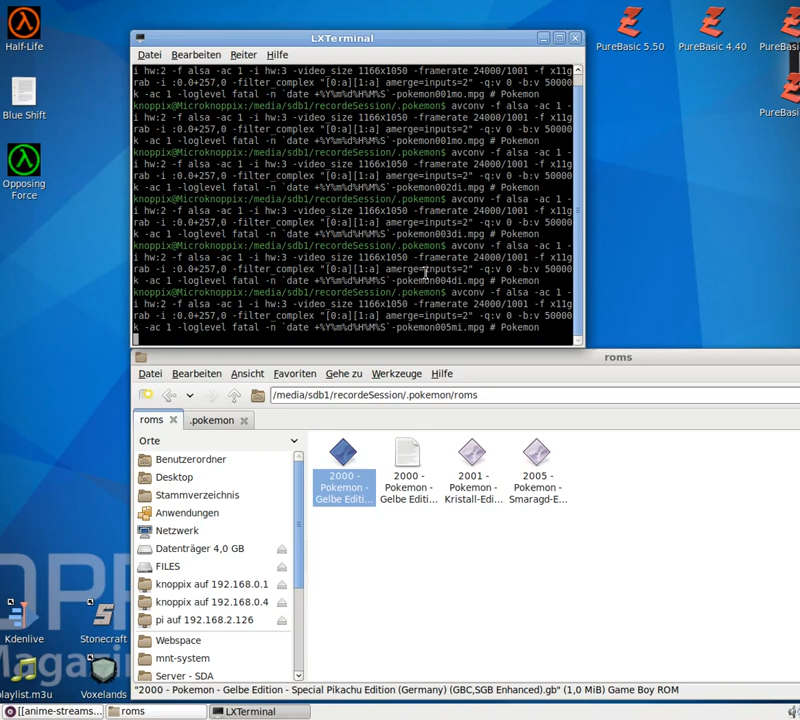 Half-Life
Blue Shift
Opposing
Force
PureBasic 5.50
PureBasic 4.40
PureBasi
PureBasi
LXTerminal
Datei Bearbeiten Reiter Hilfe
i hw:2 -f alsa -ac 1 -i hw:3 -video_size 1166x1050 -framerate 24000/1001 -f x11g
rab -i :0.0+257,0 -filter_complex "[0:a][1:a] amerge=inputs=2" -q:v 0 -b:v 50000
k -ac 1 -loglevel fatal -n `date +%Y%m%d%H%M%S`-pokemon001mo.mpg # Pokemon
knoppix@Microknoppix:/media/sdb1/recordeSession/.pokemon$ avconv -f alsa -ac 1 -
i hw:2 -f alsa -ac 1 -i hw:3 -video_size 1166x1050 -framerate 24000/1001 -f x11g
rab -i :0.0+257,0 -filter_complex "[0:a][1:a] amerge=inputs=2" -q:v 0 -b:v 50000
k -ac 1 -loglevel fatal -n `date +%Y%m%d%H%M%S`-pokemon001mo.mpg # Pokemon
knoppix@Microknoppix:/media/sdb1/recordeSession/.pokemon$ avconv -f alsa -ac 1 -
i hw:2 -f alsa -ac 1 -i hw:3 -video_size 1166x1050 -framerate 24000/1001 -f x11g
rab -i :0.0+257,0 -filter_complex "[0:a][1:a] amerge=inputs=2" -q:v 0 -b:v 50000
k -ac 1 -loglevel fatal -n `date +%Y%m%d%H%M%S`-pokemon002di.mpg # Pokemon
knoppix@Microknoppix:/media/sdb1/recordeSession/.pokemon$ avconv -f alsa -ac 1 -
i hw:2 -f alsa -ac 1 -i hw:3 -video_size 1166x1050 -framerate 24000/1001 -f x11g
rab -i :0.0+257,0 -filter_complex "[0:a][1:a] amerge=inputs=2" -q:v 0 -b:v 50000
k -ac 1 -loglevel fatal -n `date +%Y%m%d%H%M%S`-pokemon003di.mpg # Pokemon
knoppix@Microknoppix:/media/sdb1/recordeSession/.pokemon$ avconv -f alsa -ac 1 -
i hw:2 -f alsa -ac 1 -i hw:3 -video_size 1166x1050 -framerate 24000/1001 -f x11g
rab -i :0.0+257,0 -filter_complex "[0:a][1:a] amerge=inputs=2" -q:v 0 -b:v 50000
k -ac 1 -loglevel fatal -n `date +%Y%m%d%H%M%S`-pokemon004di.mpg # Pokemon
knoppix@Microknoppix:/media/sdb1/recordeSession/.pokemon$ avconv -f alsa -ac 1 -
i hw:2 -f alsa -ac 1 -i hw:3 -video_size 1166x1050 -framerate 24000/1001 -f x11g
rab -i :0.0+257,0 -filter_complex "[0:a][1:a] amerge=inputs=2" -q:v 0 -b:v 50000
k -ac 1 -loglevel fatal -n `date +%Y%m%d%H%M%S`-pokemon005mi.mpg # Pokemon
roms
Datei Bearbeiten Ansicht Favoriten Gehe zu Werkzeuge Hilfe
/media/sdb1/recordeSession/.pokemon/roms
roms .pokemon
Orte
Benutzerordner
Desktop
Stammverzeichnis
Anwendungen
Netzwerk
Datenträger 4,0 GB
FILES
knoppix auf 192.168.0.1
knoppix auf 192.168.0.4
pi auf 192.168.2.126
Webspace
mnt-system
Server - SDA
2000 -
Pokemon -
Gelbe Editi...
2000 -
Pokemon -
Gelbe Editi...
2001 -
Pokemon -
Kristall-Edi...
2005 -
Pokemon -
Smaragd-E...
"2000 - Pokemon - Gelbe Edition - Special Pikachu Edition (Germany) (GBC,SGB Enhanced).gb" (1,0 MiB) Game Boy ROM
Magazin
Kdenlive
Stonecraft
playlist.m3u
Voxelands
[[anime-streams... roms LXTerminal